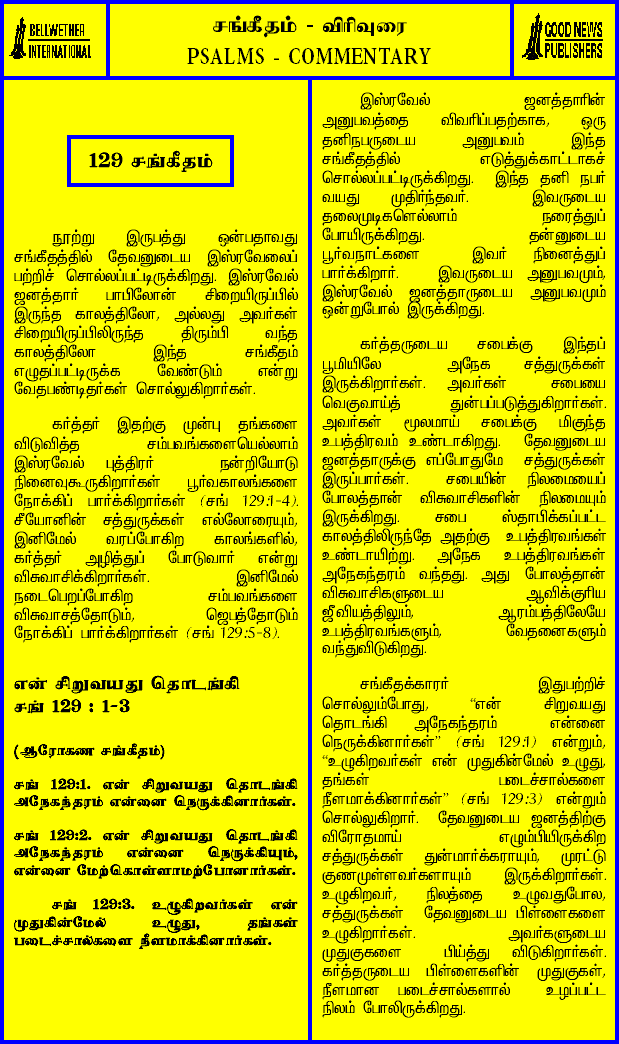 BELLWETHER
INTERNATIONAL
சங்கீதம் - விரிவுரை
PSALMS - COMMENTARY
GOOD NEWS
PUBLISHERS
129 சங்கீதம்
நூற்று இருபத்து ஒன்பதாவது
சங்கீதத்தில் தேவனுடைய இஸ்ரவேலைப்
பற்றிச் சொல்லப்பட்டிருக்கிறது. இஸ்ரவேல்
ஜனத்தார் பாபிலோன் சிறையிருப்பில்
இருந்த காலத்திலோ, அல்லது அவர்கள்
சிறையிருப்பிலிருந்த திரும்பி வந்த
காலத்திலோ இந்த சங்கீதம்
எழுதப்பட்டிருக்க வேண்டும் என்று
வேதபண்டிதர்கள் சொல்லுகிறார்கள்.
கர்த்தர் இதற்கு முன்பு தங்களை
விடுவித்த சம்பவங்களையெல்லாம்
இஸ்ரவேல் புத்திரர் நன்றியோடு
நினைவுகூருகிறார்கள் பூர்வகாலங்களை
நோக்கிப் பார்க்கிறார்கள் (சங் 129:1-4).
சீயோனின் சத்துருக்கள் எல்லோரையும்,
இனிமேல் வரப்போகிற காலங்களில்,
கர்த்தர் அழித்துப் போடுவார் என்று
விசுவாசிக்கிறார்கள். இனிமேல்
நடைபெறப்போகிற சம்பவங்களை
விசுவாசத்தோடும், ஜெபத்தோடும்
நோக்கிப் பார்க்கிறார்கள் (சங் 129:5-8).
என் சிறுவயது தொடங்கி
சங் 129 : 1-3
(ஆரோகண சங்கீதம்)
சங் 129:1. என் சிறுவயது தொடங்கி
அநேகந்தரம் என்னை நெருக்கினார்கள்.
சங் 129:2. என் சிறுவயது தொடங்கி
அநேகந்தரம் என்னை நெருக்கியும்,
என்னை மேற்கொள்ளாமற்போனார்கள்.
சங் 129:3. உழுகிறவர்கள் என்
முதுகின்மேல் உழுது, தங்கள்
படைச்சால்களை நீளமாக்கினார்கள்.
இஸ்ரவேல் ஜனத்தாரின்
அனுபவத்தை விவரிப்பதற்காக, ஒரு
தனிநபருடைய அனுபவம் இந்த
சங்கீதத்தில் எடுத்துக்காட்டாகச்
சொல்லப்பட்டிருக்கிறது. இந்த தனி நபர்
வயது முதிர்ந்தவர். இவருடைய
தலைமுடிகளெல்லாம் நரைத்துப்
போயிருக்கிறது. தன்னுடைய
பூர்வநாட்களை இவர் நினைத்துப்
பார்க்கிறார். இவருடைய அனுபவமும்,
இஸ்ரவேல் ஜனத்தாருடைய அனுபவமும்
ஒன்றுபோல் இருக்கிறது.
கர்த்தருடைய சபைக்கு இந்தப்
பூமியிலே அநேக சத்துருக்கள்
இருக்கிறார்கள். அவர்கள் சபையை
வெகுவாய்த் துன்பப்படுத்துகிறார்கள்.
அவர்கள் மூலமாய் சபைக்கு மிகுந்த
உபத்திரவம் உண்டாகிறது. தேவனுடைய
ஜனத்தாருக்கு எப்போதுமே சத்துருக்கள்
இருப்பார்கள். சபையின் நிலமையைப்
போலத்தான் விசுவாசிகளின் நிலமையும்
இருக்கிறது. சபை ஸ்தாபிக்கப்பட்ட
காலத்திலிருந்தே அதற்கு உபத்திரவங்கள்
உண்டாயிற்று. அநேக உபத்திரவங்கள்
அநேகந்தரம் வந்தது. அது போலத்தான்
விசுவாசிகளுடைய ஆவிக்குரிய
ஜீவியத்திலும், ஆரம்பத்திலேயே
உபத்திரவங்களும், வேதனைகளும்
வந்துவிடுகிறது.
சங்கீதக்காரர் இதுபற்றிச்
சொல்லும்போது, “என் சிறுவயது
தொடங்கி அநேகந்தரம் என்னை
நெருக்கினார்கள்” (சங் 129:1) என்றும்,
“உழுகிறவர்கள் என் முதுகின்மேல் உழுது,
தங்கள் படைச்சால்களை
நீளமாக்கினார்கள்” (சங் 129:3) என்றும்
சொல்லுகிறார். தேவனுடைய ஜனத்திற்கு
விரோதமாய் எழும்பியிருக்கிற
சத்துருக்கள் துன்மார்க்கராயும், முரட்டு
குணமுள்ளவர்களாயும் இருக்கிறார்கள்.
உழுகிறவர், நிலத்தை உழுவதுபோல,
சத்துருக்கள் தேவனுடைய பிள்ளைகளை
உழுகிறார்கள். அவர்களுடைய
முதுகுகளை பிய்த்து விடுகிறார்கள்.
கர்த்தருடைய பிள்ளைகளின் முதுகுகள்,
நீளமான படைச்சால்களால் உழப்பட்ட
நிலம் போலிருக்கிறது.